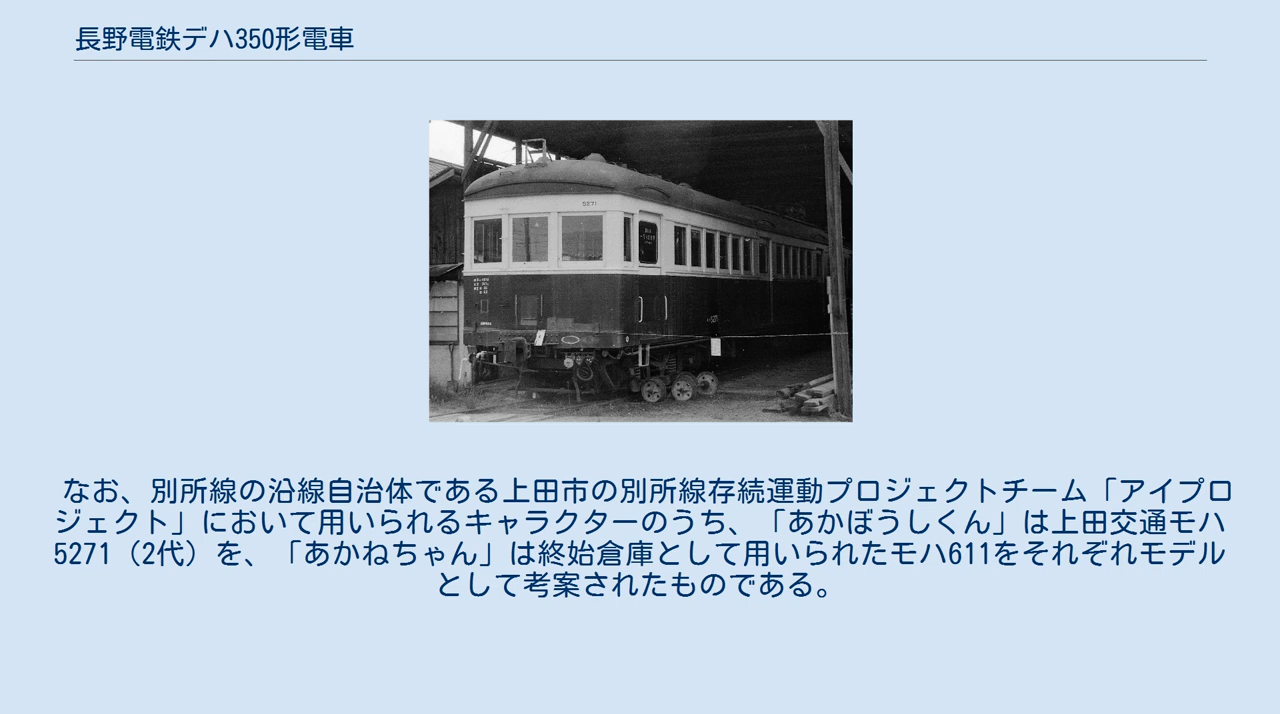 長野電鉄デハ350形電車
5271
なお、別所線の沿線自治体である上田市の別所線存続運動プロジェクトチーム「アイプロ
ジェクト」において用いられるキャラクターのうち、「あかぼうしくん」は上田交通モハ
5271（2代）を、「あかねちゃん」は終始倉庫として用いられたモハ611をそれぞれモデル
として考案されたものである。